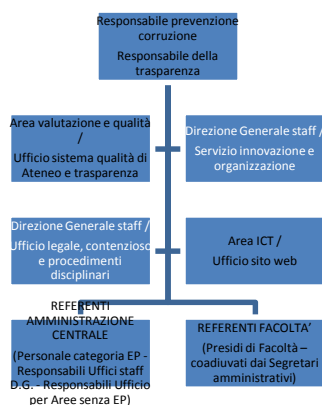 Responsabile prevenzione
corruzione
Responsabile della
trasparenza
Area valutazione e qualità
/
Ufficio sistema qualità di
Ateneo e trasparenza
Direzione Generale staff /
Servizio innovazione e
organizzazione
Direzione Generale staff /
Ufficio legale, contenzioso
e procedimenti
disciplinari
Area ICT /
Ufficio sito web
REFERENTI
AMMINISTRAZIONE
CENTRALE
(Personale categoria EP -
Responsabili Uffici staff
D.G. - Responsabili Ufficio
per Aree senza EP)
REFERENTI FACOLTA’
(Presidi di Facoltà –
coadiuvati dai Segretari
amministrativi)